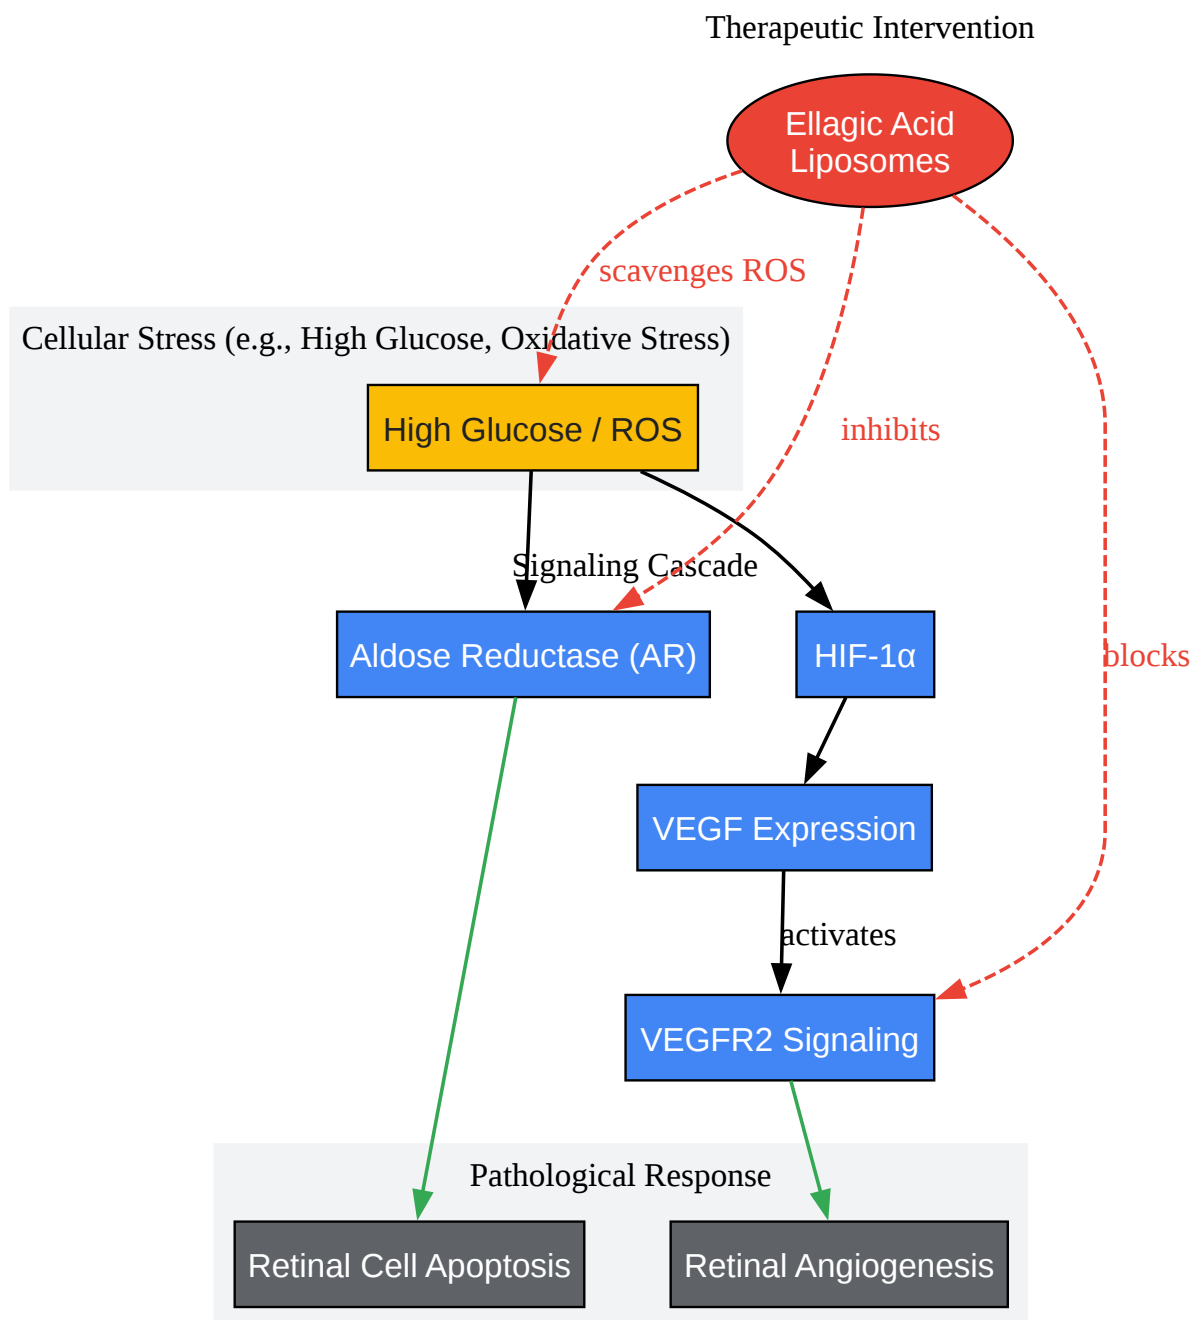 Therapeutic Intervention
Ellagic Acid
Liposomes
scavenges ROS
Cellular Stress (e.g., High Glucose, Oxidative Stress)
High Glucose / ROS
inhibits
Signaling Cascade
Aldose Reductase (AR)
HIF-1α
blocks
VEGF Expression
activates
VEGFR2 Signaling
Pathological Response
Retinal Cell Apoptosis
Retinal Angiogenesis